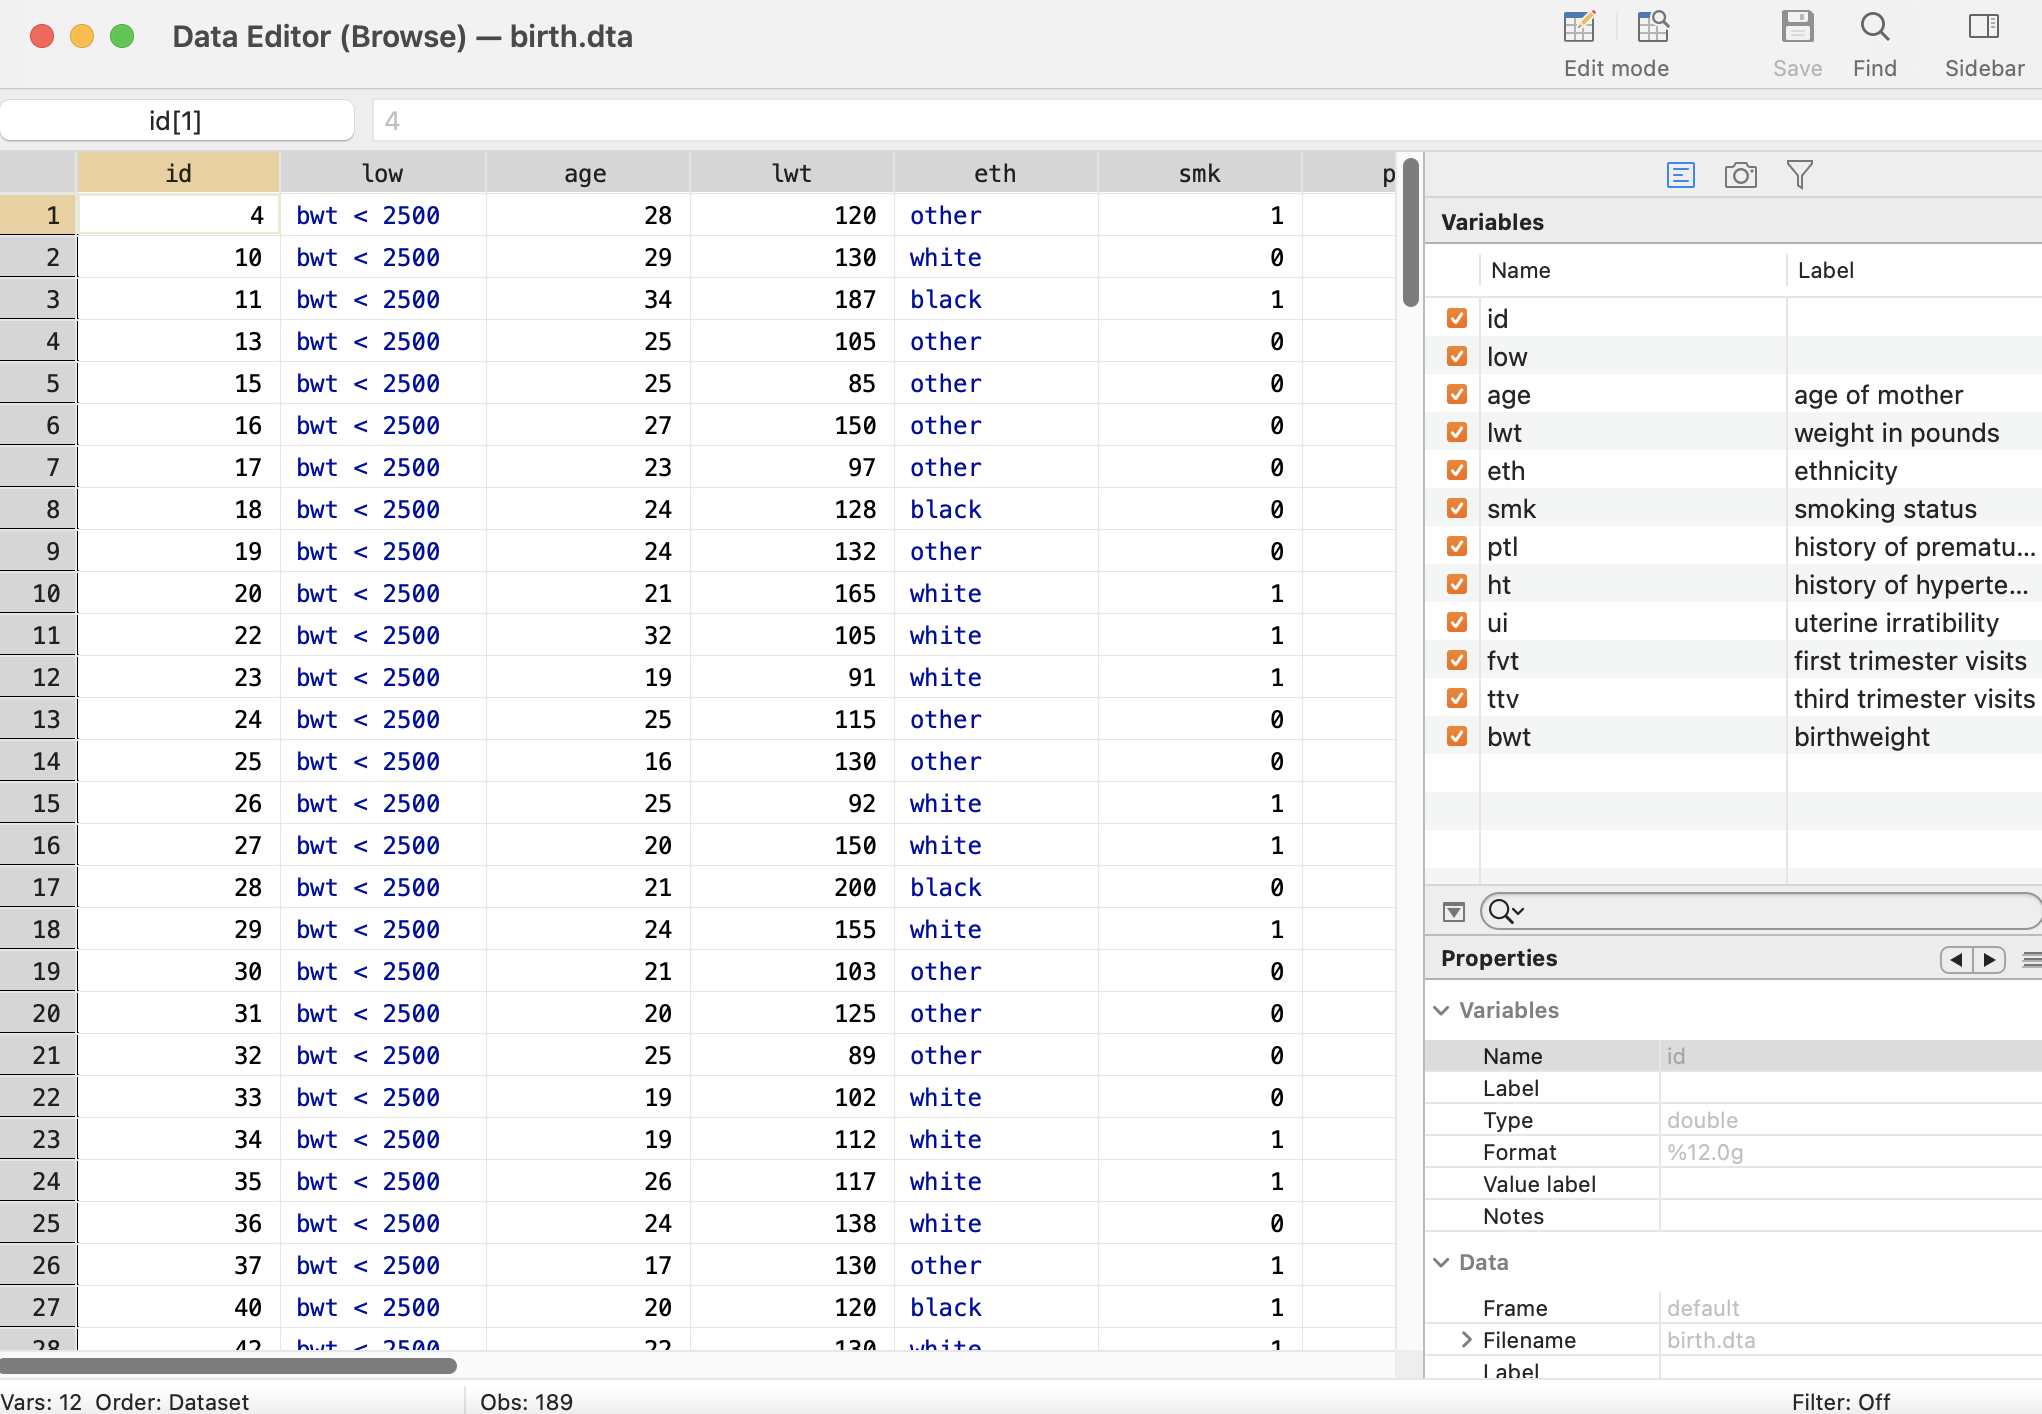 Data Editor (Browse) — birth.dta
Edit mode Save Find Sidebar
id[1] 4
id low age lwt eth smk p
1 4 bwt < 2500 28 120 other 1
2 10 bwt < 2500 29 130 white 0
3 11 bwt < 2500 34 187 black 1
4 13 bwt < 2500 25 105 other 0
5 15 bwt < 2500 25 85 other 0
6 16 bwt < 2500 27 150 other 0
7 17 bwt < 2500 23 97 other 0
8 18 bwt < 2500 24 128 black 0
9 19 bwt < 2500 24 132 other 0
10 20 bwt < 2500 21 165 white 1
11 22 bwt < 2500 32 105 white 1
12 23 bwt < 2500 19 91 white 1
13 24 bwt < 2500 25 115 other 0
14 25 bwt < 2500 16 130 other 0
15 26 bwt < 2500 25 92 white 1
16 27 bwt < 2500 20 150 white 1
17 28 bwt < 2500 21 200 black 0
18 29 bwt < 2500 24 155 white 1
19 30 bwt < 2500 21 103 other 0
20 31 bwt < 2500 20 125 other 0
21 32 bwt < 2500 25 89 other 0
22 33 bwt < 2500 19 102 white 0
23 34 bwt < 2500 19 112 white 1
24 35 bwt < 2500 26 117 white 1
25 36 bwt < 2500 24 138 white 0
26 37 bwt < 2500 17 130 other 1
27 40 bwt < 2500 20 120 black 1
28 42 bwt < 2500 22 130 white 1
Variables
Name Label
id
low
age age of mother
lwt weight in pounds
eth ethnicity
smk smoking status
ptl history of prematu...
ht history of hyperte...
ui uterine irratibility
fvt first trimester visits
ttv third trimester visits
bwt birthweight
Properties
Variables
Name id
Label
Type double
Format %12.0g
Value label
Notes
Data
Frame default
Filename birth.dta
Label
Vars: 12 Order: Dataset Obs: 189 Filter: Off